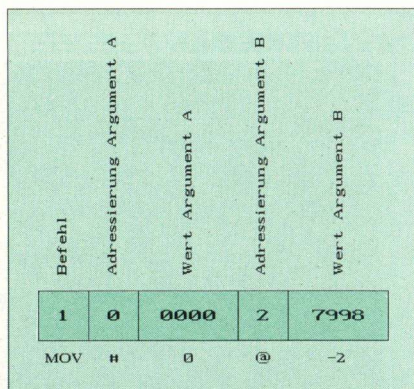 Befehl
Adressierung Argument A
Wert Argument A
Adressierung Argument B
Wert Argument B
1 0 0000 2 7998
MOV # 0 @ -2